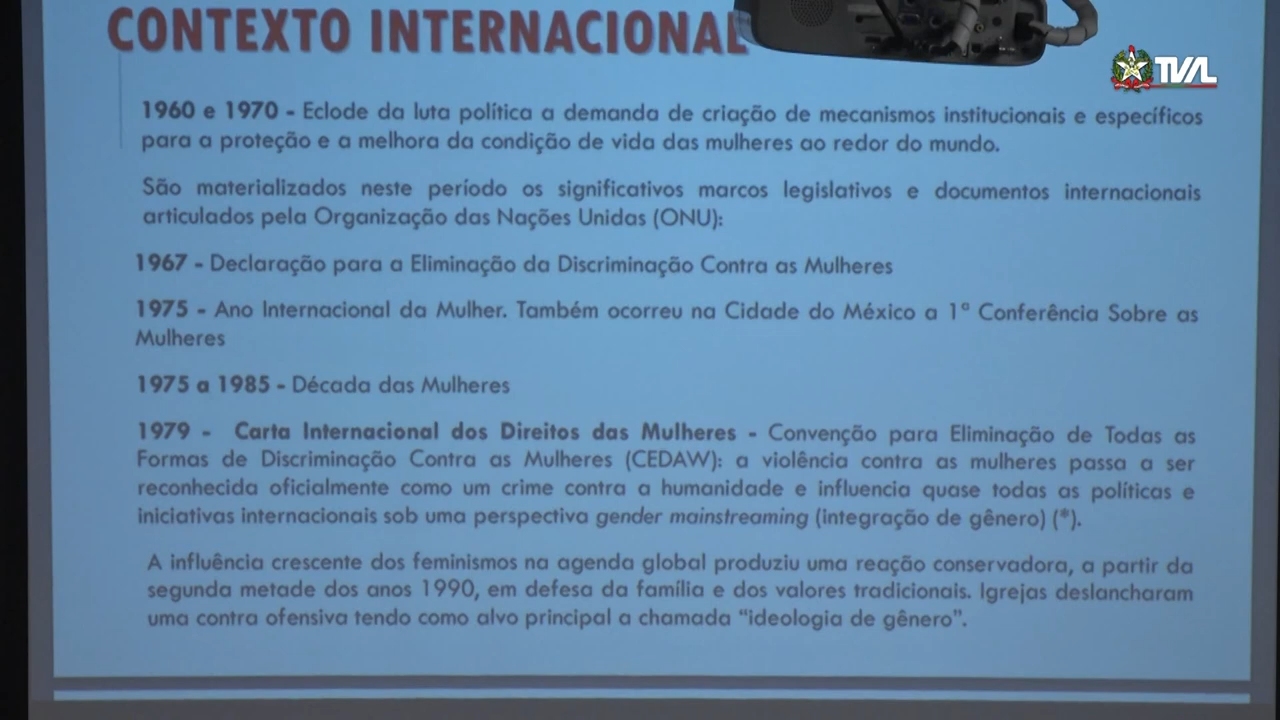 CONTEXTO INTERNACIONAL
TVAL
1960 e 1970 - Eclode da luta política a demanda de criação de mecanismos institucionais e específicos
para a proteção e a melhora da condição de vida das mulheres ao redor do mundo.
São materializados neste período os significativos marcos legislativos e documentos internacionais
articulados pela Organização das Nações Unidas (ONU):
1967 - Declaração para a Eliminação da Discriminação Contra as Mulheres
1975 - Ano Internacional da Mulher. Também ocorreu na Cidade do México a 1ª Conferência Sobre as
Mulheres
1975 a 1985 - Década das Mulheres
1979 - Carta Internacional dos Direitos das Mulheres - Convenção para Eliminação de Todas as
Formas de Discriminação Contra as Mulheres (CEDAW): a violência contra as mulheres passa a ser
reconhecida oficialmente como um crime contra a humanidade e influencia quase todas as políticas e
iniciativas internacionais sob uma perspectiva gender mainstreaming (integração de gênero) (*).
A influência crescente dos feminismos na agenda global produziu uma reação conservadora, a partir da
segunda metade dos anos 1990, em defesa da família e dos valores tradicionais. Igrejas deslancharam
uma contra ofensiva tendo como alvo principal a chamada “ideologia de gênero”.